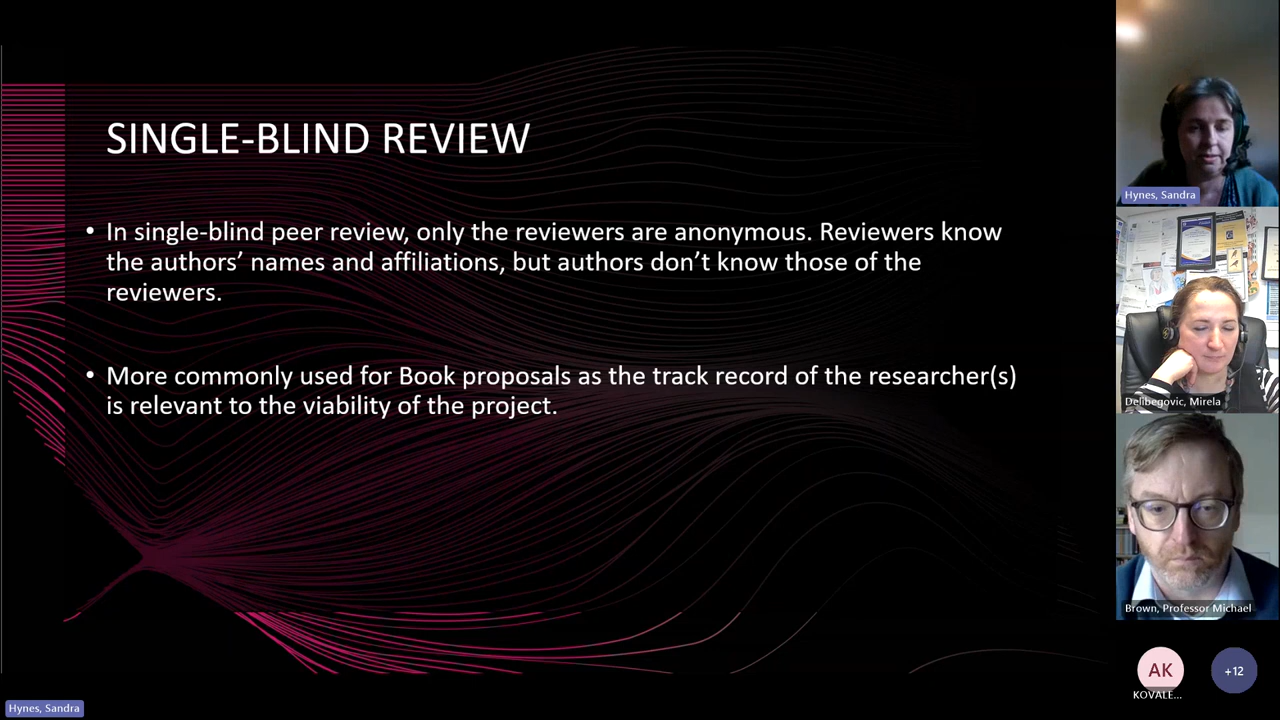 SINGLE-BLIND REVIEW
• In single-blind peer review, only the reviewers are anonymous. Reviewers know
the authors’ names and affiliations, but authors don’t know those of the
reviewers.
• More commonly used for Book proposals as the track record of the researcher(s)
is relevant to the viability of the project.
Hynes, Sandra
Delibegovic, Mirela
Brown, Professor Michael
AK
KOVALE...
+12
Hynes, Sandra